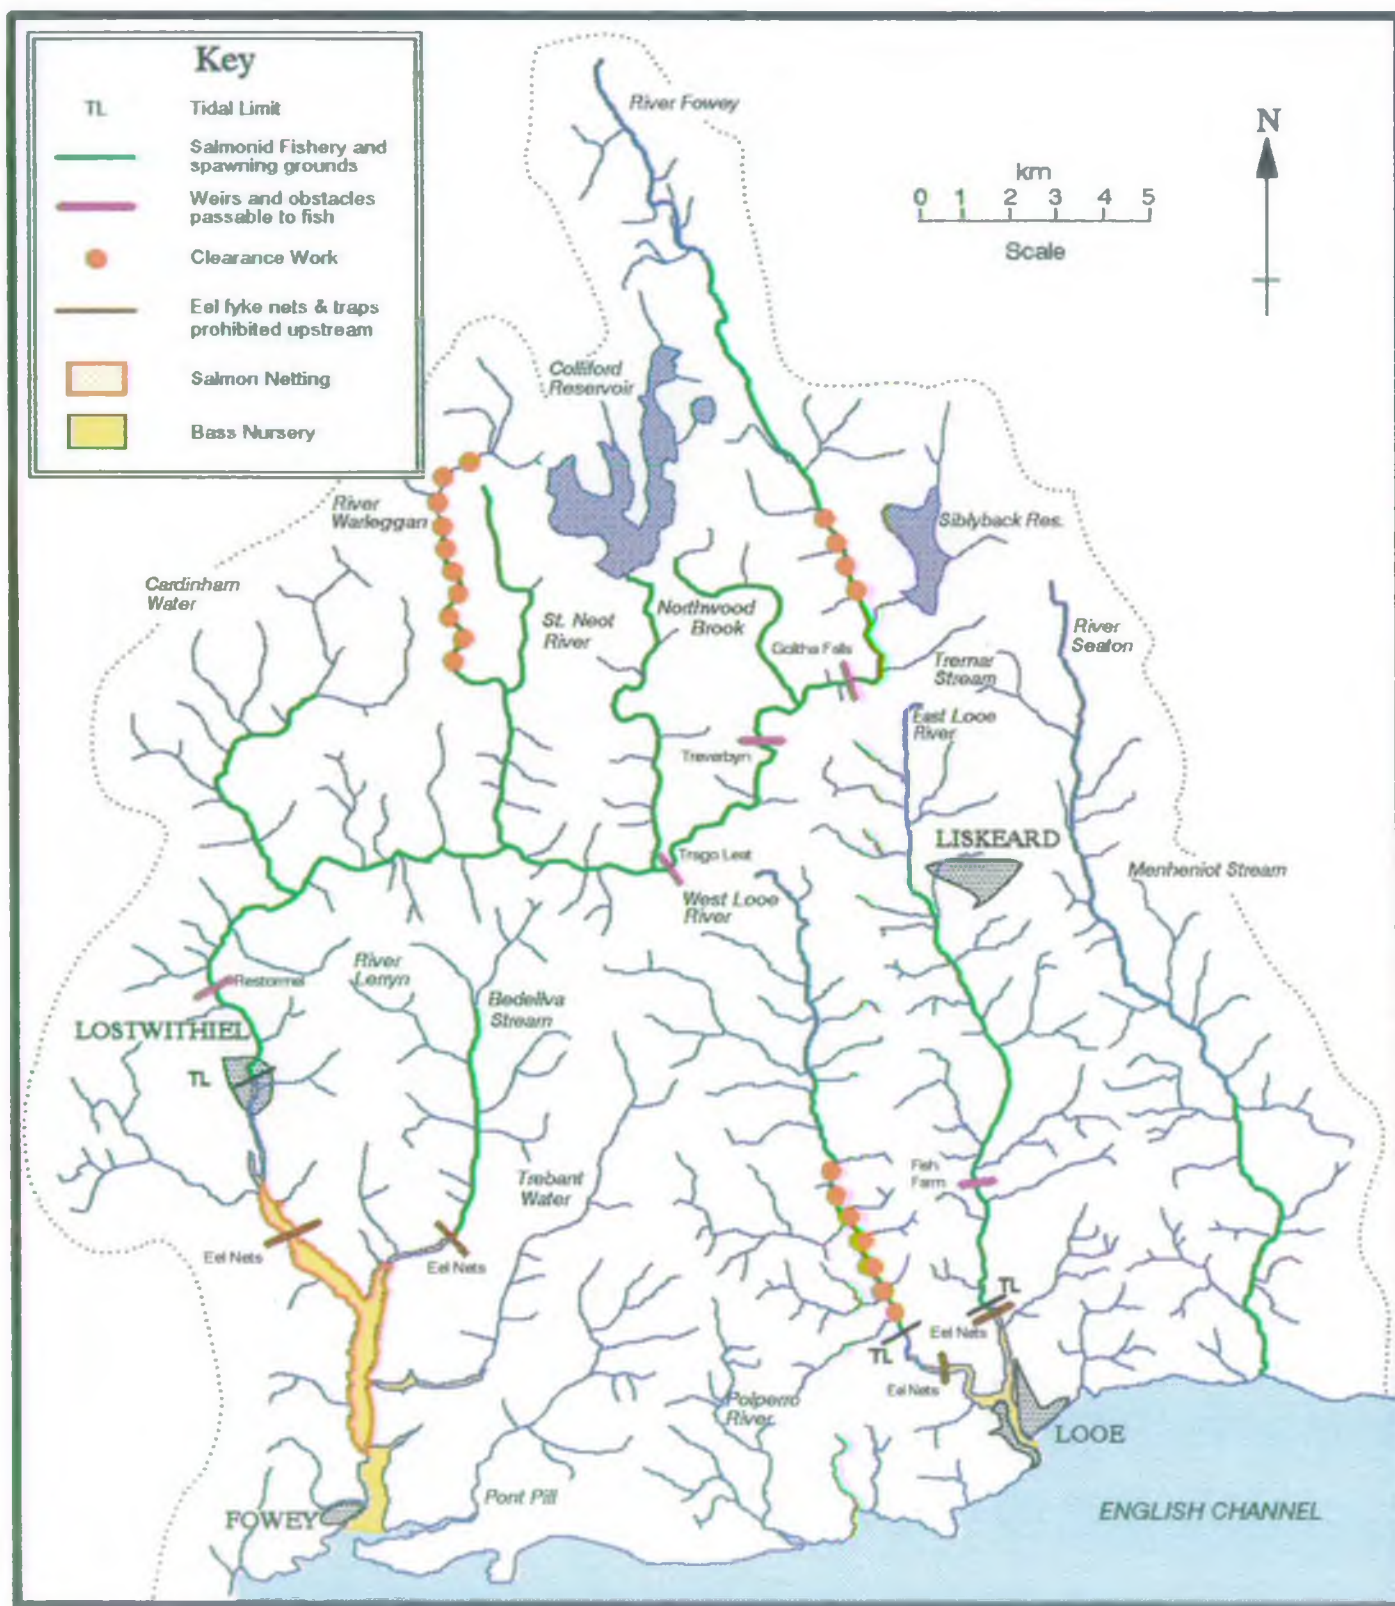 Key
TL
Tidal Limit
Salmonid Fishery and
spawning grounds
Weirs and obstacles
passable to fish
Clearance Work
Eel fyke nets & traps
prohibited upstream
Salmon Netting
Bass Nursery
River Fowey
N
km
0 1 2 3 4 5
Scale
Colliford
Reservoir
River
Warleggan
Siblyback Res.
Cardinham
Water
St. Neot
River
Northwood
Brook
Golitha Falls
River
Seaton
Tremar
Stream
East Looe
River
Treverbyn
LISKEARD
Trago Leat
Menheniot Stream
West Looe
River
River
Lerryn
Restormel
Bedellva
Stream
LOSTWITHIEL
TL
Fish
Farm
Trebant
Water
Eel Nets
Eel Nets
TL
Eel Nets
TL
Eel Nets
Polperro
River
LOOE
Pont Pill
FOWEY
ENGLISH CHANNEL